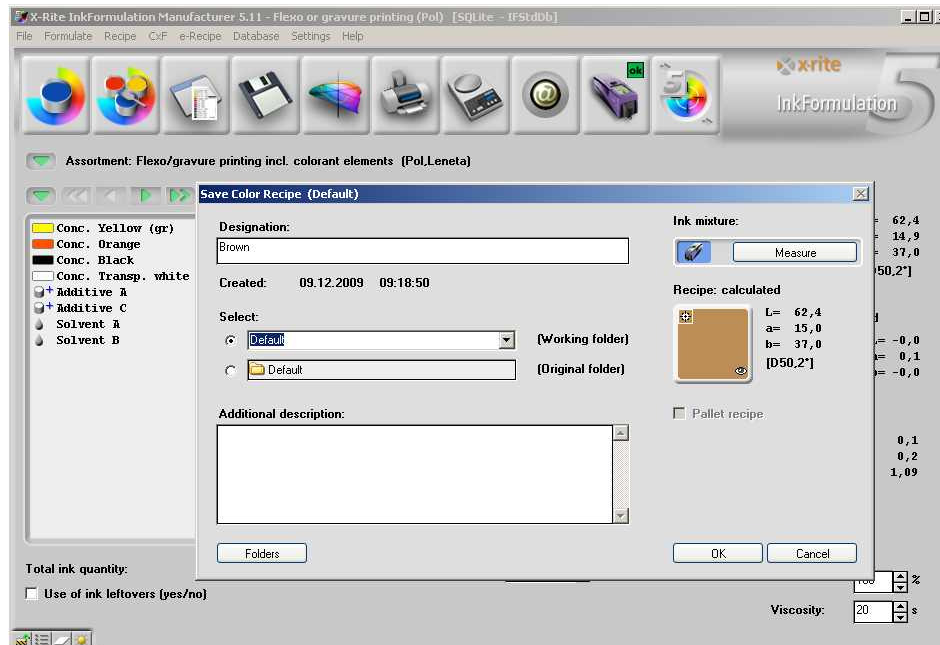 X-Rite InkFormulation Manufacturer 5.11 - Flexo or gravure printing (Pol) [SQLite - IFStdDb]
File Formulate Recipe CxF e-Recipe Database Settings Help
ok
5
x·rite
InkFormulation 5
Assortment: Flexo/gravure printing incl. colorant elements (Pol,Leneta)
Save Color Recipe (Default)
Conc. Yellow (gr)
Conc. Orange
Conc. Black
Conc. Transp. white
Additive A
Additive C
Solvent A
Solvent B
Designation:
Brown
Created: 09.12.2009 09:18:50
Select:
Default (Working folder)
Default (Original folder)
Additional description:
Folders
Ink mixture:
Measure
Recipe: calculated
L= 62,4
a= 15,0
b= 37,0
[D50,2°]
Pallet recipe
OK Cancel
= 62,4
= 14,9
= 37,0
D50,2°]
= -0,0
= 0,1
= -0,0
0,1
0,2
1,09
Total ink quantity:
%
Use of ink leftovers (yes/no)
Viscosity: 20 s